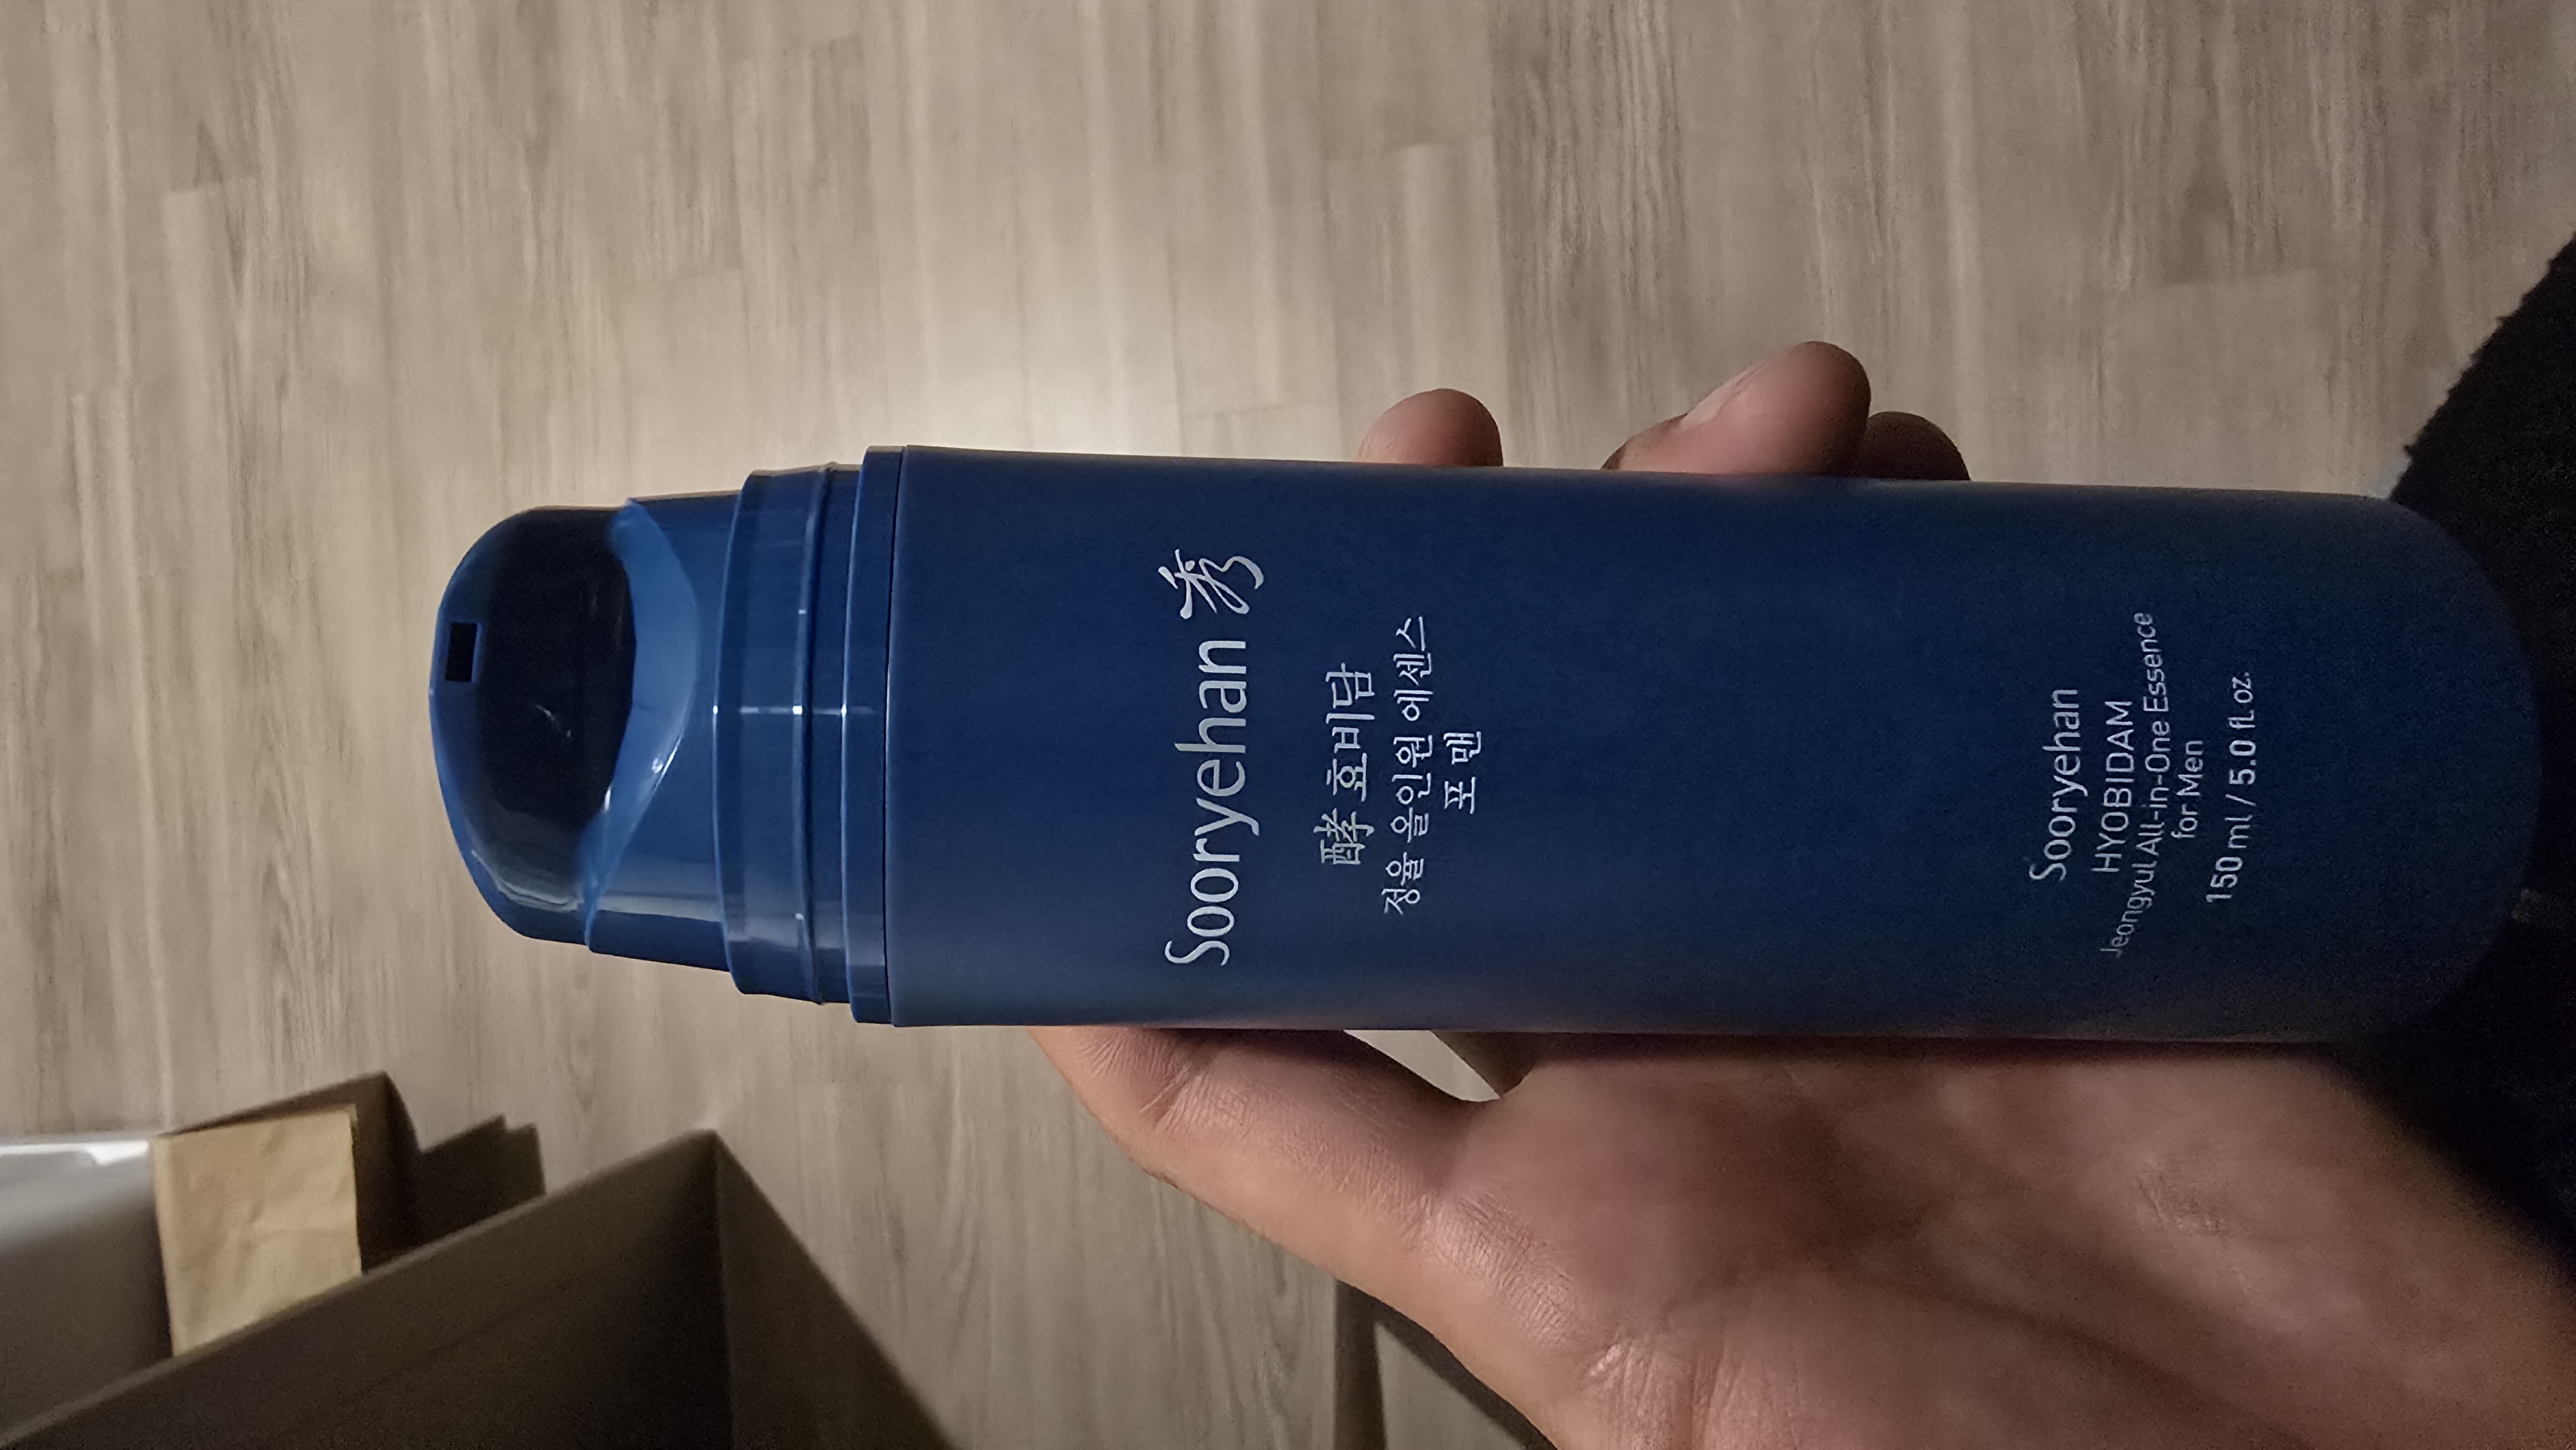 Sooryehan 秀
酵 효비담
정율 올인원 에센스
포 맨
Sooryehan
HYOBIDAM
Jeongyul All-in-One Essence
for Men
150 ml / 5.0 fl. oz.